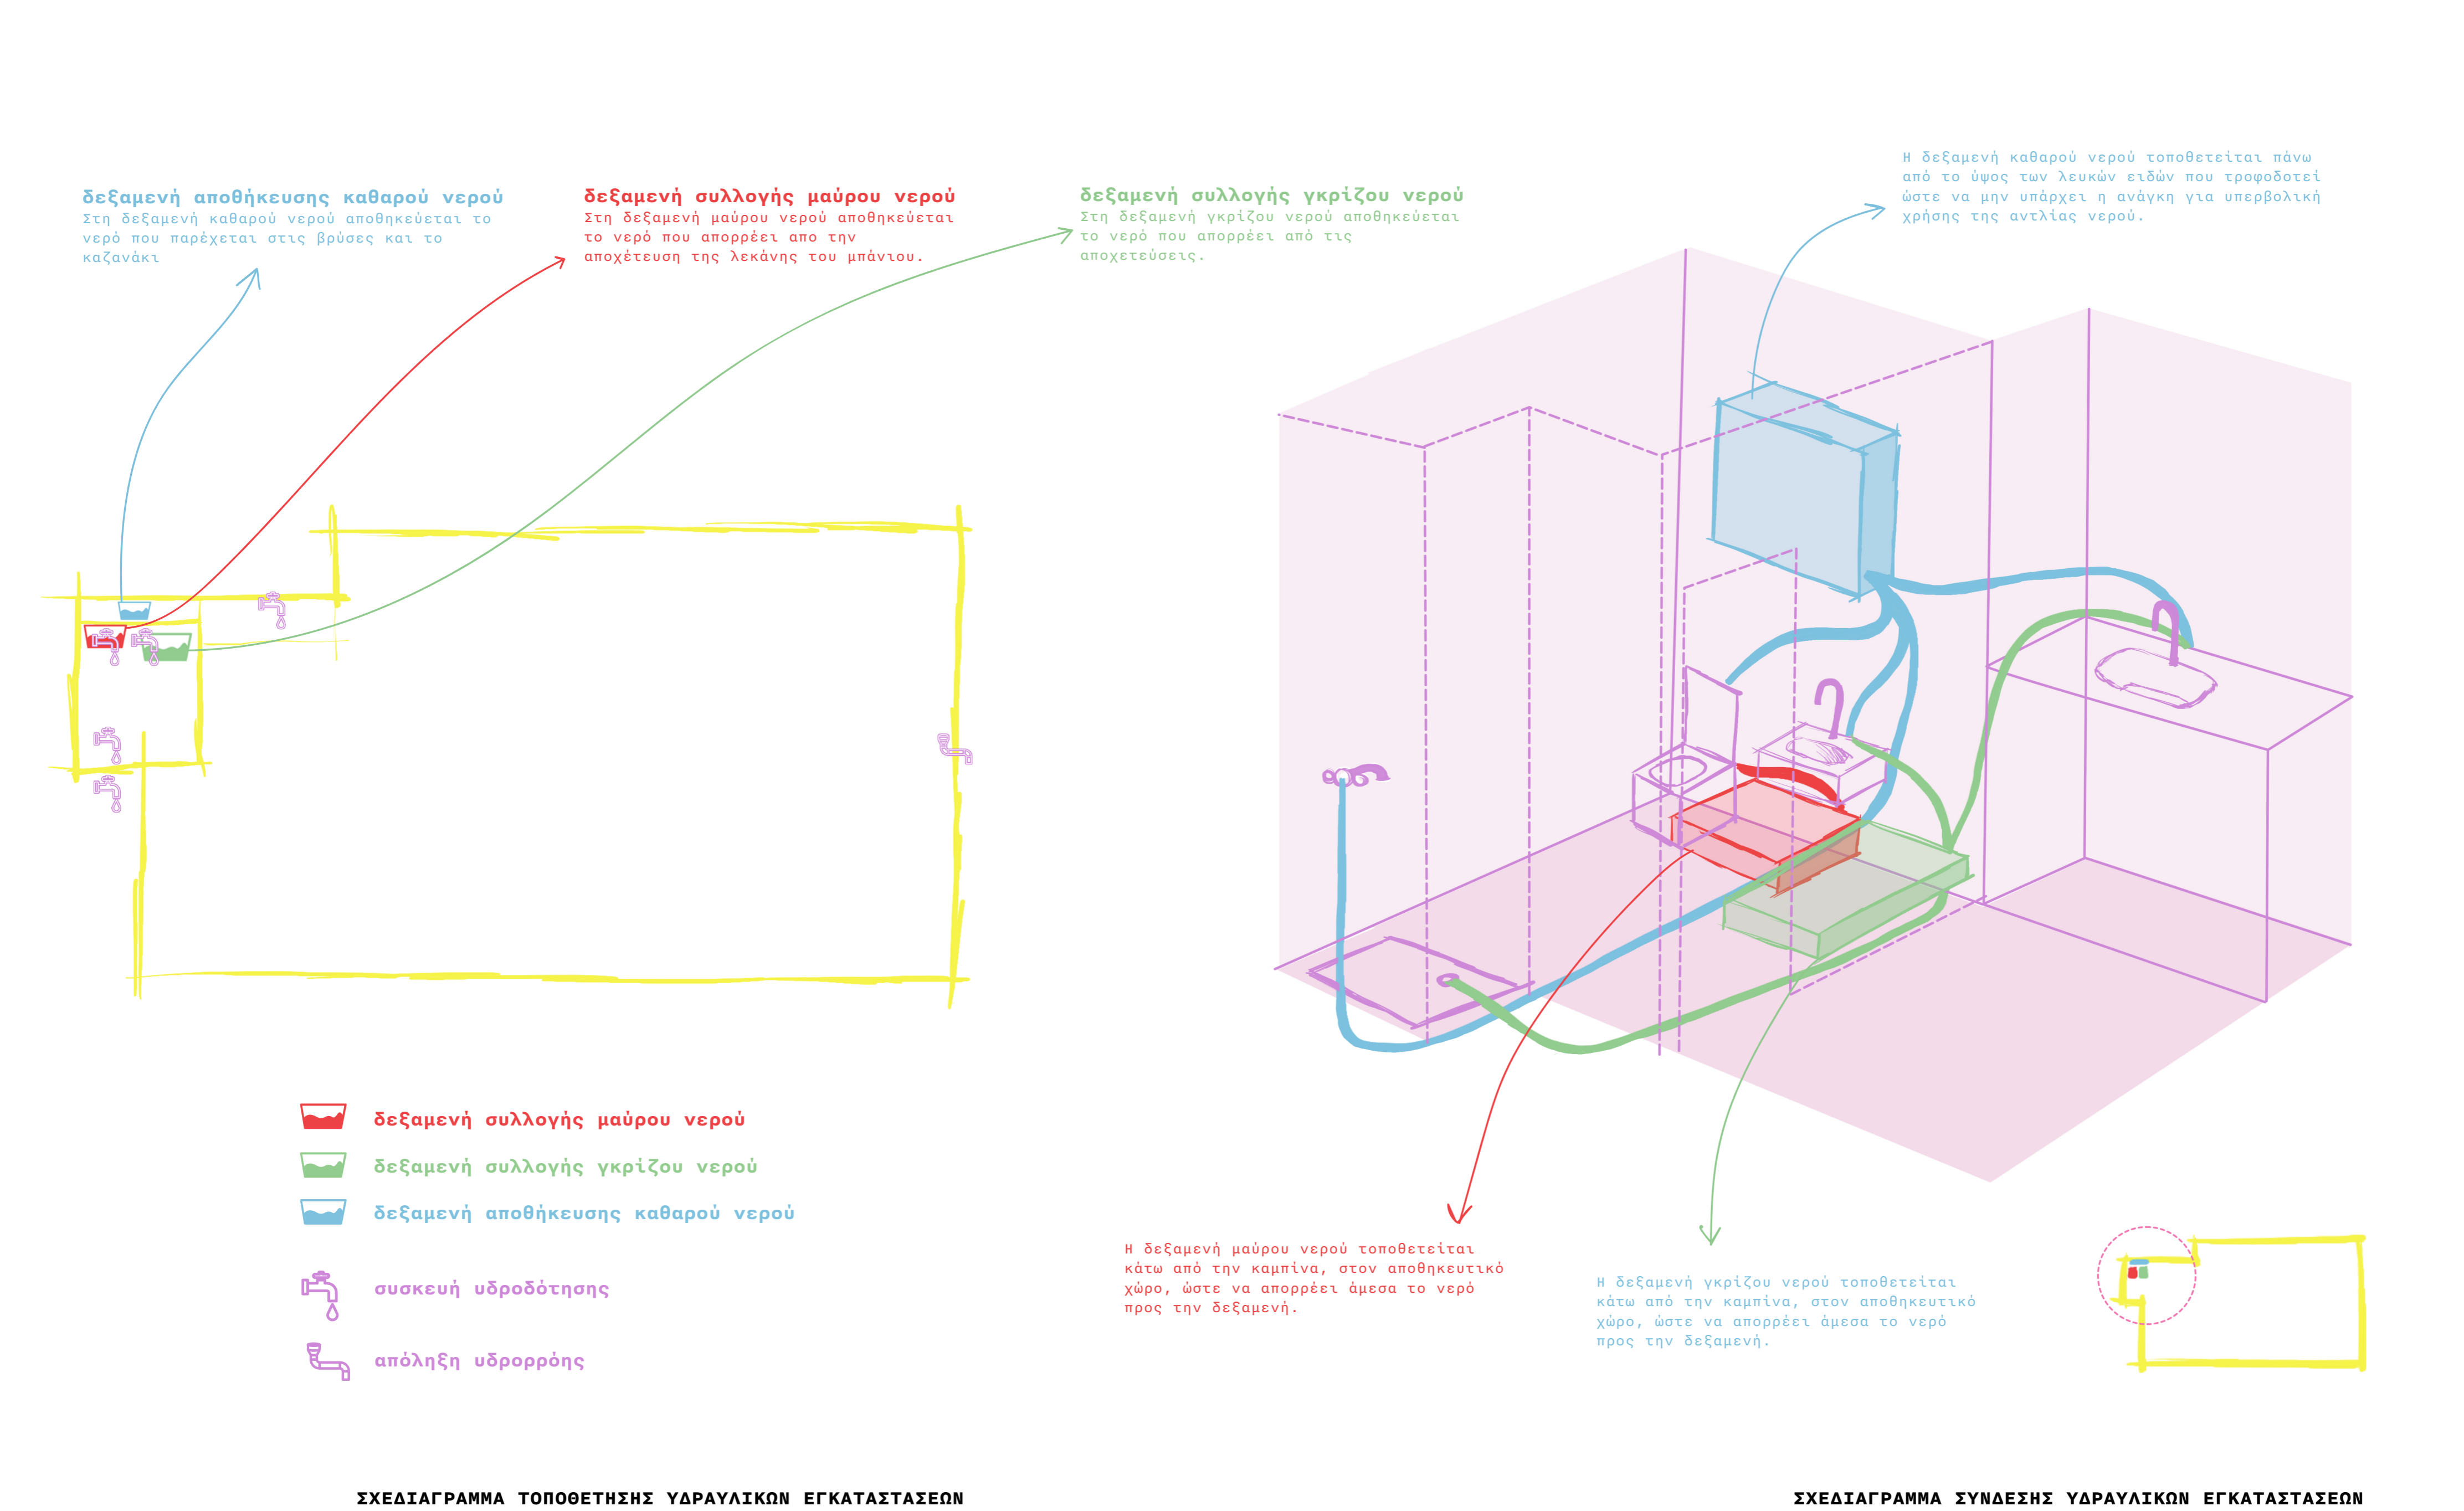 δεξαμενή αποθήκευσης καθαρού νερού
Στη δεξαμενή καθαρού νερού αποθηκεύεται το
νερό που παρέχεται στις βρύσες και το
καζανάκι
δεξαμενή συλλογής μαύρου νερού
Στη δεξαμενή μαύρου νερού αποθηκεύεται
το νερό που απορρέει απο την
αποχέτευση της λεκάνης του μπάνιου.
δεξαμενή συλλογής γκρίζου νερού
Στη δεξαμενή γκρίζου νερού αποθηκεύεται
το νερό που απορρέει από τις
αποχετεύσεις.
Η δεξαμενή καθαρού νερού τοποθετείται πάνω
από το ύψος των λευκών ειδών που τροφοδοτεί
ώστε να μην υπάρχει η ανάγκη για υπερβολική
χρήσης της αντλίας νερού.
δεξαμενή συλλογής μαύρου νερού
δεξαμενή συλλογής γκρίζου νερού
δεξαμενή αποθήκευσης καθαρού νερού
συσκευή υδροδότησης
απόληξη υδρορρόης
Η δεξαμενή μαύρου νερού τοποθετείται
κάτω από την καμπίνα, στον αποθηκευτικό
χώρο, ώστε να απορρέει άμεσα το νερό
προς την δεξαμενή.
Η δεξαμενή γκρίζου νερού τοποθετείται
κάτω από την καμπίνα, στον αποθηκευτικό
χώρο, ώστε να απορρέει άμεσα το νερό
προς την δεξαμενή.
ΣΧΕΔΙΑΓΡΑΜΜΑ ΤΟΠΟΘΕΤΗΣΗΣ ΥΔΡΑΥΛΙΚΩΝ ΕΓΚΑΤΑΣΤΑΣΕΩΝ
ΣΧΕΔΙΑΓΡΑΜΜΑ ΣΥΝΔΕΣΗΣ ΥΔΡΑΥΛΙΚΩΝ ΕΓΚΑΤΑΣΤΑΣΕΩΝ